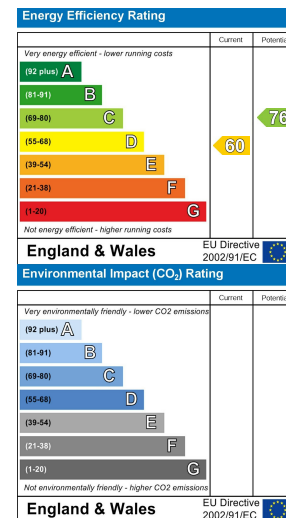 Energy Efficiency Rating
Current Potentia
Very energy efficient - lower running costs
(92 plus) A
(81-91) B
(69-80) C 76
(55-68) D 60
(39-54) E
(21-38) F
(1-20) G
Not energy efficient - higher running costs
England & Wales EU Directive 2002/91/EC
Environmental Impact (CO₂) Rating
Current Potentia
Very environmentally friendly - lower CO2 emissions
(92 plus) A
(81-91) B
(69-80) C
(55-68) D
(39-54) E
(21-38) F
(1-20) G
Not environmentally friendly - higher CO2 emissions
England & Wales EU Directive 2002/91/EC